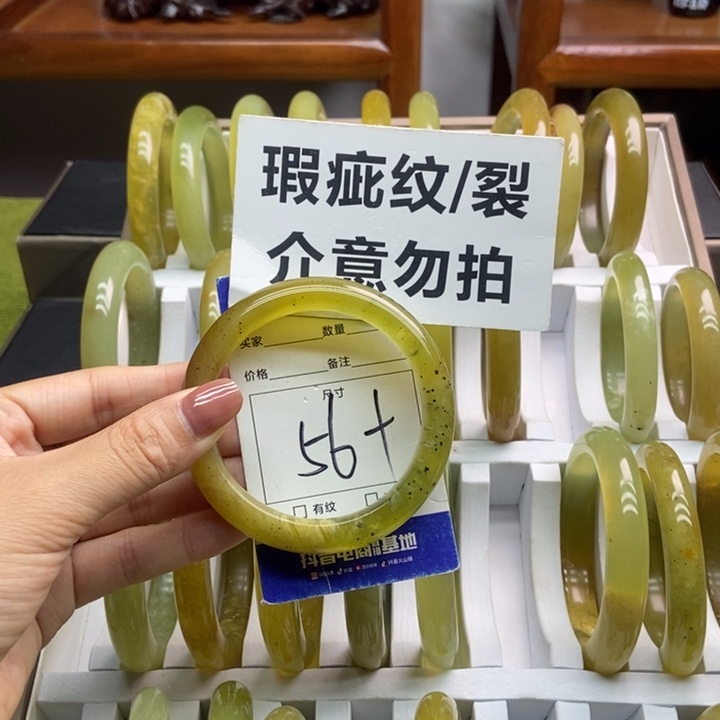 瑕疵纹/裂
介意勿拍
买家
数量
价格
备注
尺寸
56+
有纹
抖音电商
基地